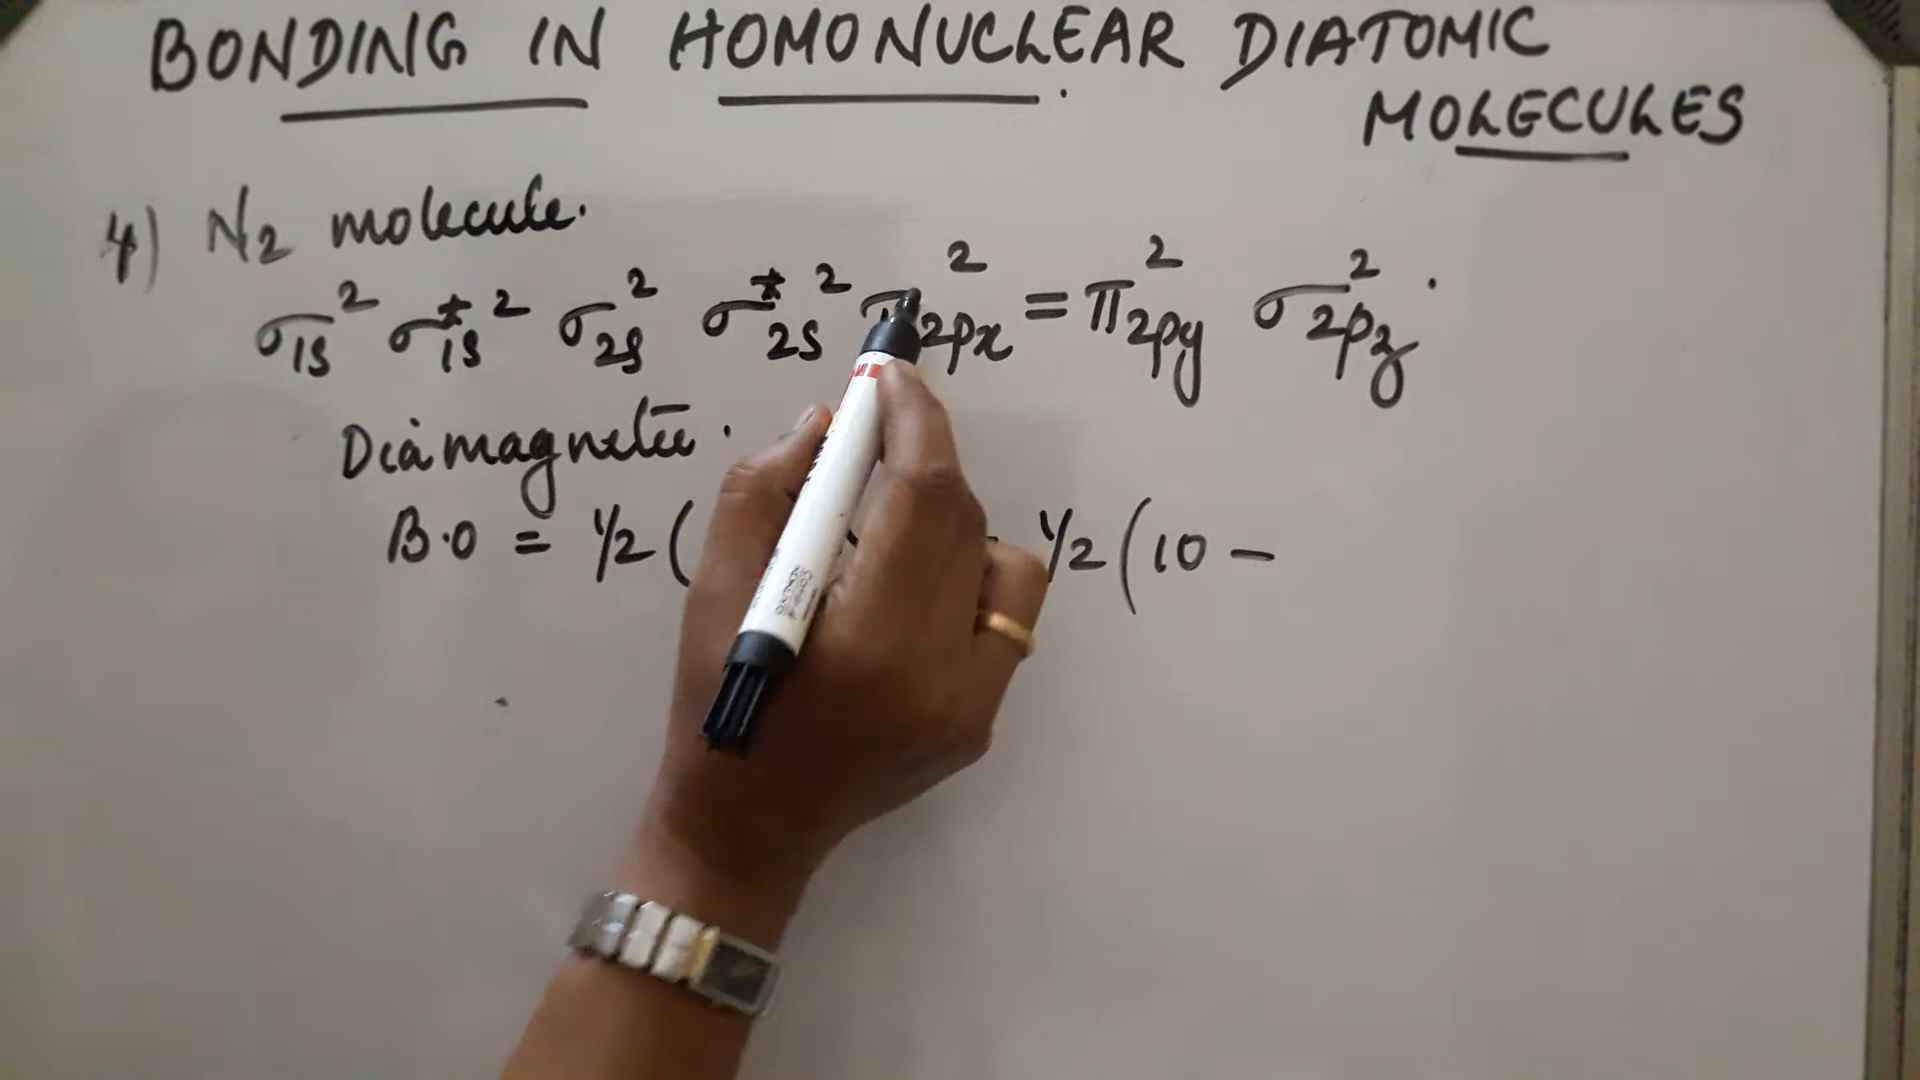 BONDING IN HOMONUCLEAR DIATOMIC
MOLECULES
4) N2 molecule.
σ1s² σ*1s² σ2s² σ*2s² π2px² = π2py² σ2pz².
Diamagnetic.
B.O = 1/2 ( 1/2 (10 –